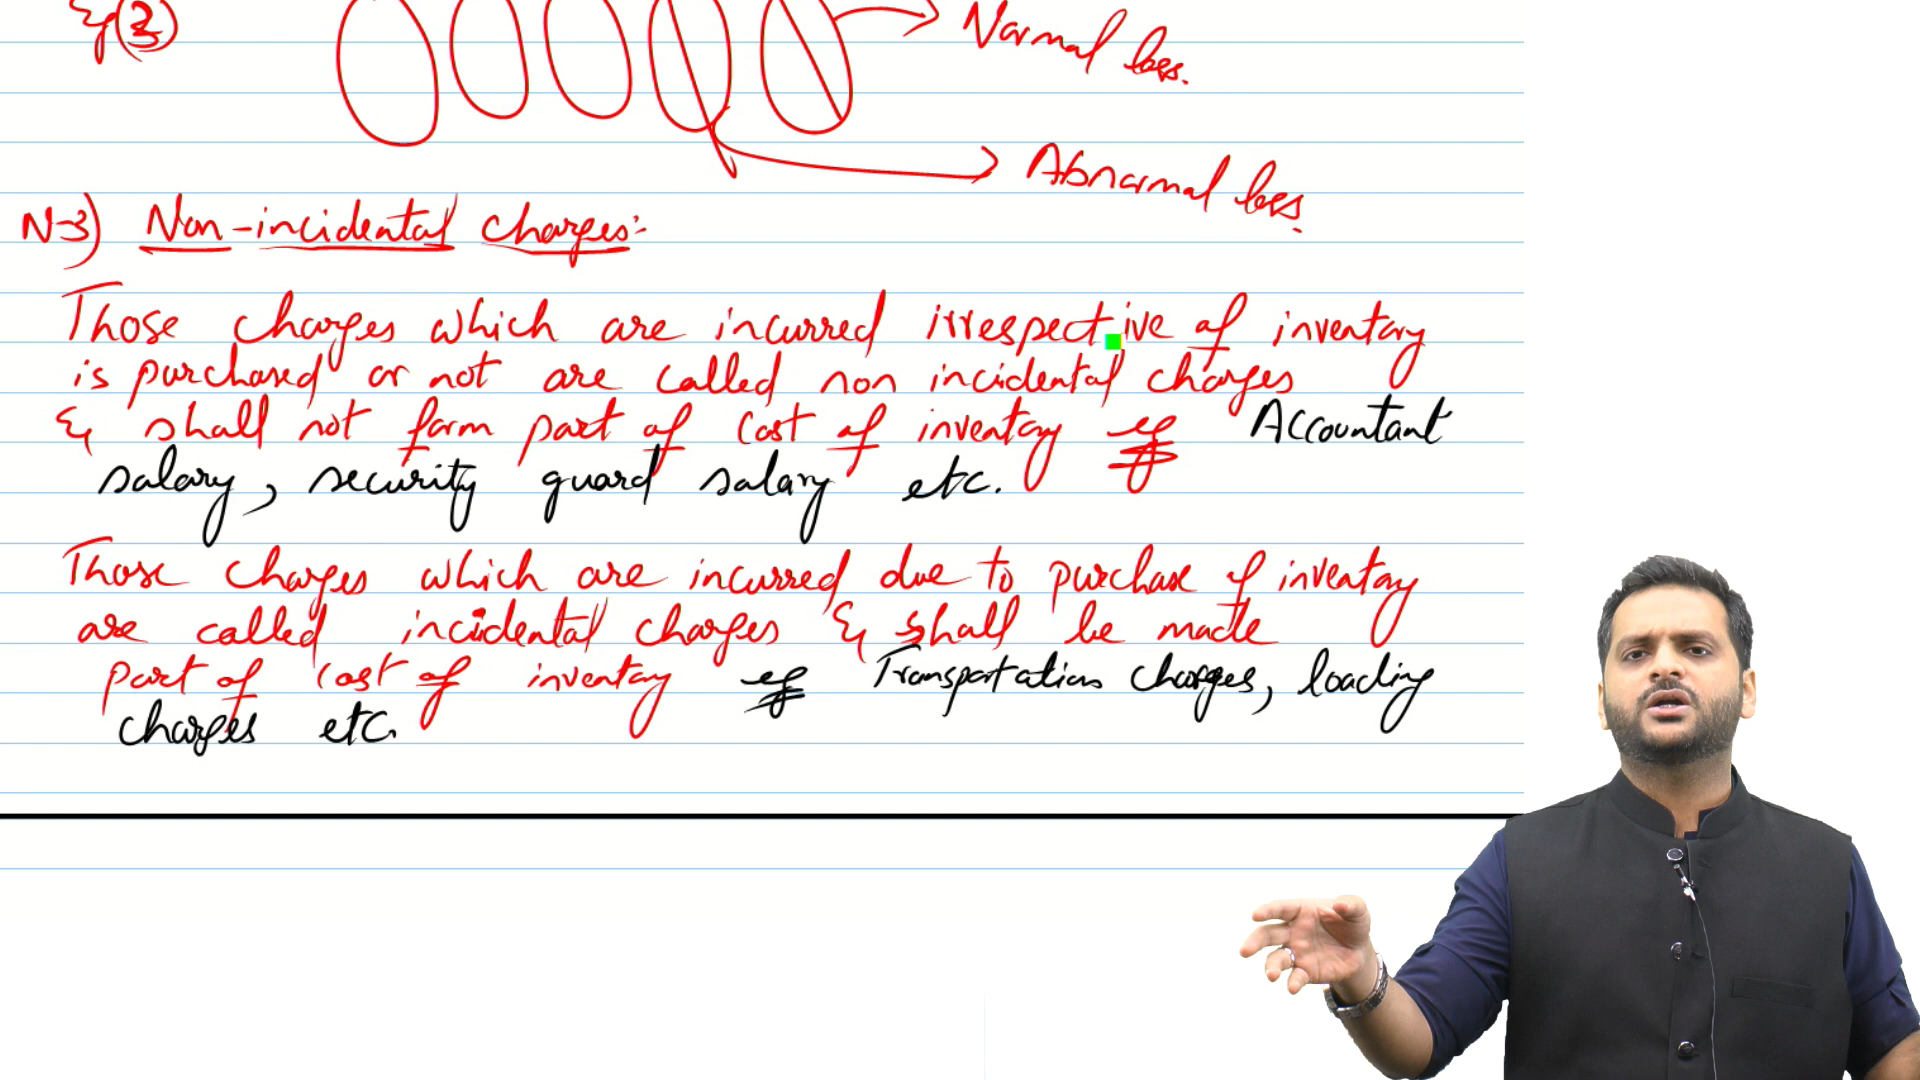 Eg (3)
Normal loss.
Abnormal loss.
N-3) Non-incidental charges:-
Those charges which are incurred irrespective of inventory
is purchased or not are called non incidental charges
& shall not form part of cost of inventory eg Accountant
salary, security guard salary etc.
Those charges which are incurred due to purchase of inventory
are called incidental charges & shall be made
part of cost of inventory eg Transportation charges, loading
charges etc.